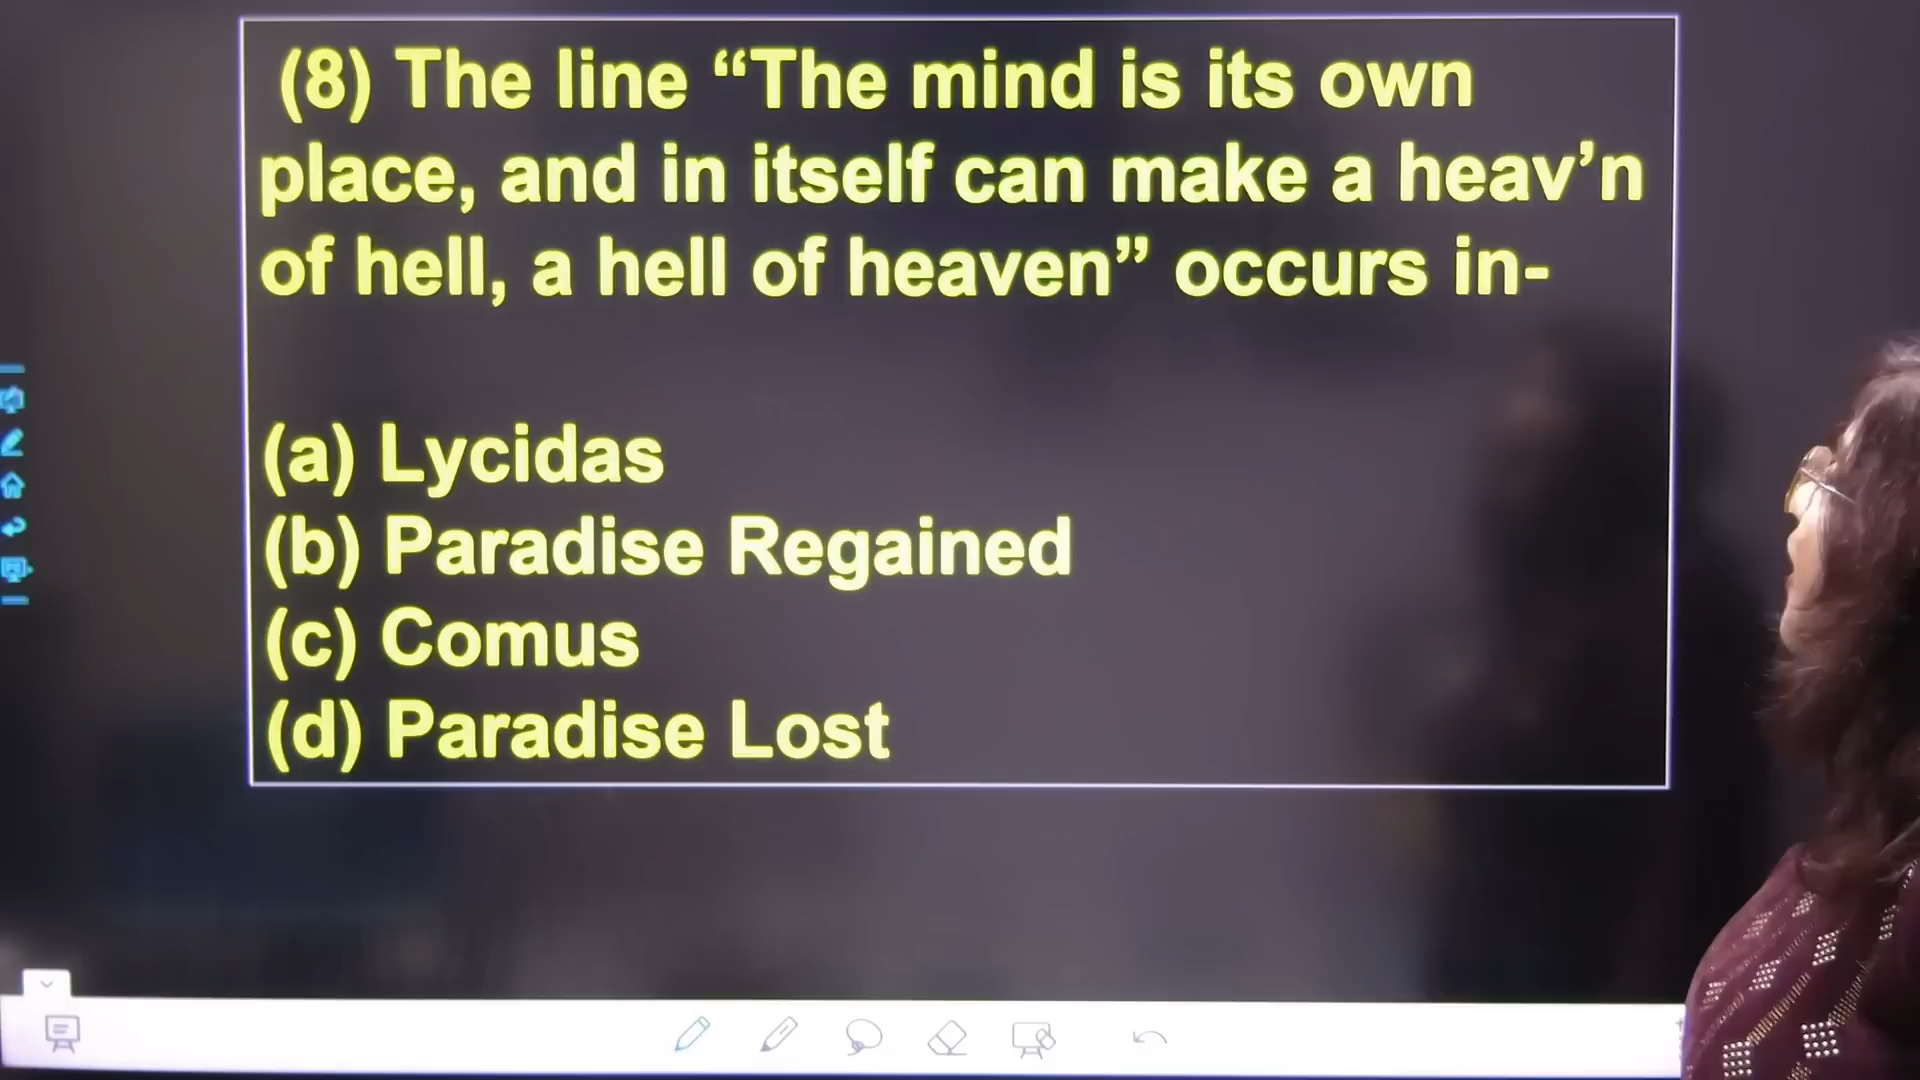 (8) The line “The mind is its own
place, and in itself can make a heav’n
of hell, a hell of heaven” occurs in-
(a) Lycidas
(b) Paradise Regained
(c) Comus
(d) Paradise Lost